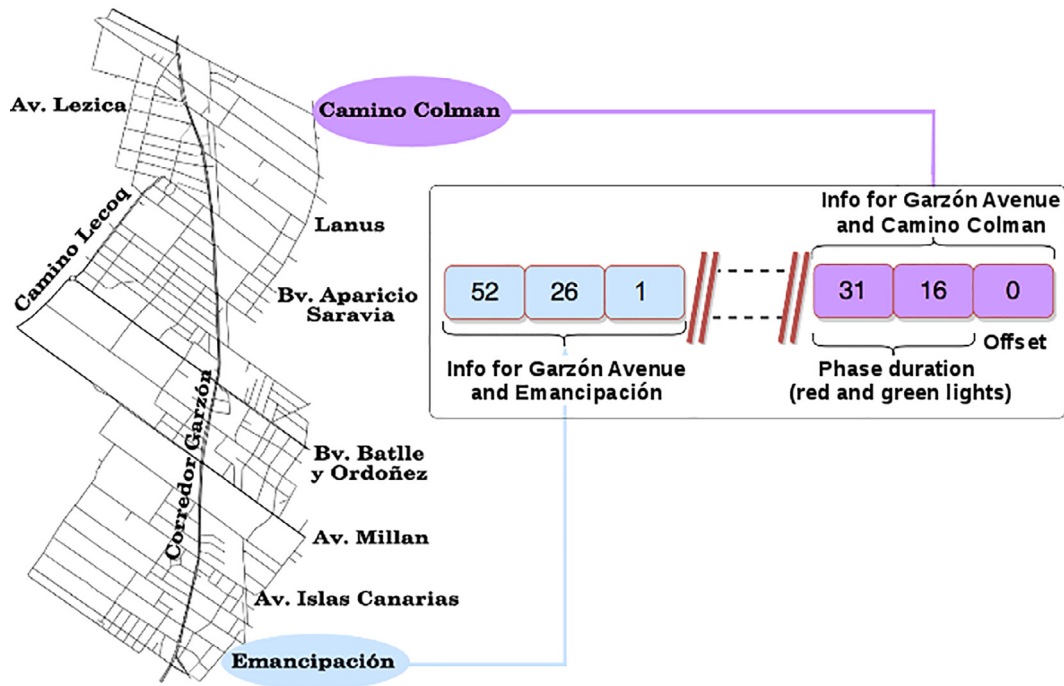 Av. Lezica
Camino Colman
Camino Lecoq
Lanus
Bv. Aparicio
Saravia
Corredor Garzón
Bv. Batlle
y Ordoñez
Av. Millan
Av. Islas Canarias
Emancipación
Info for Garzón Avenue
and Camino Colman
52 26 1
31 16 0
Info for Garzón Avenue
and Emancipación
Phase duration
(red and green lights)
Offset